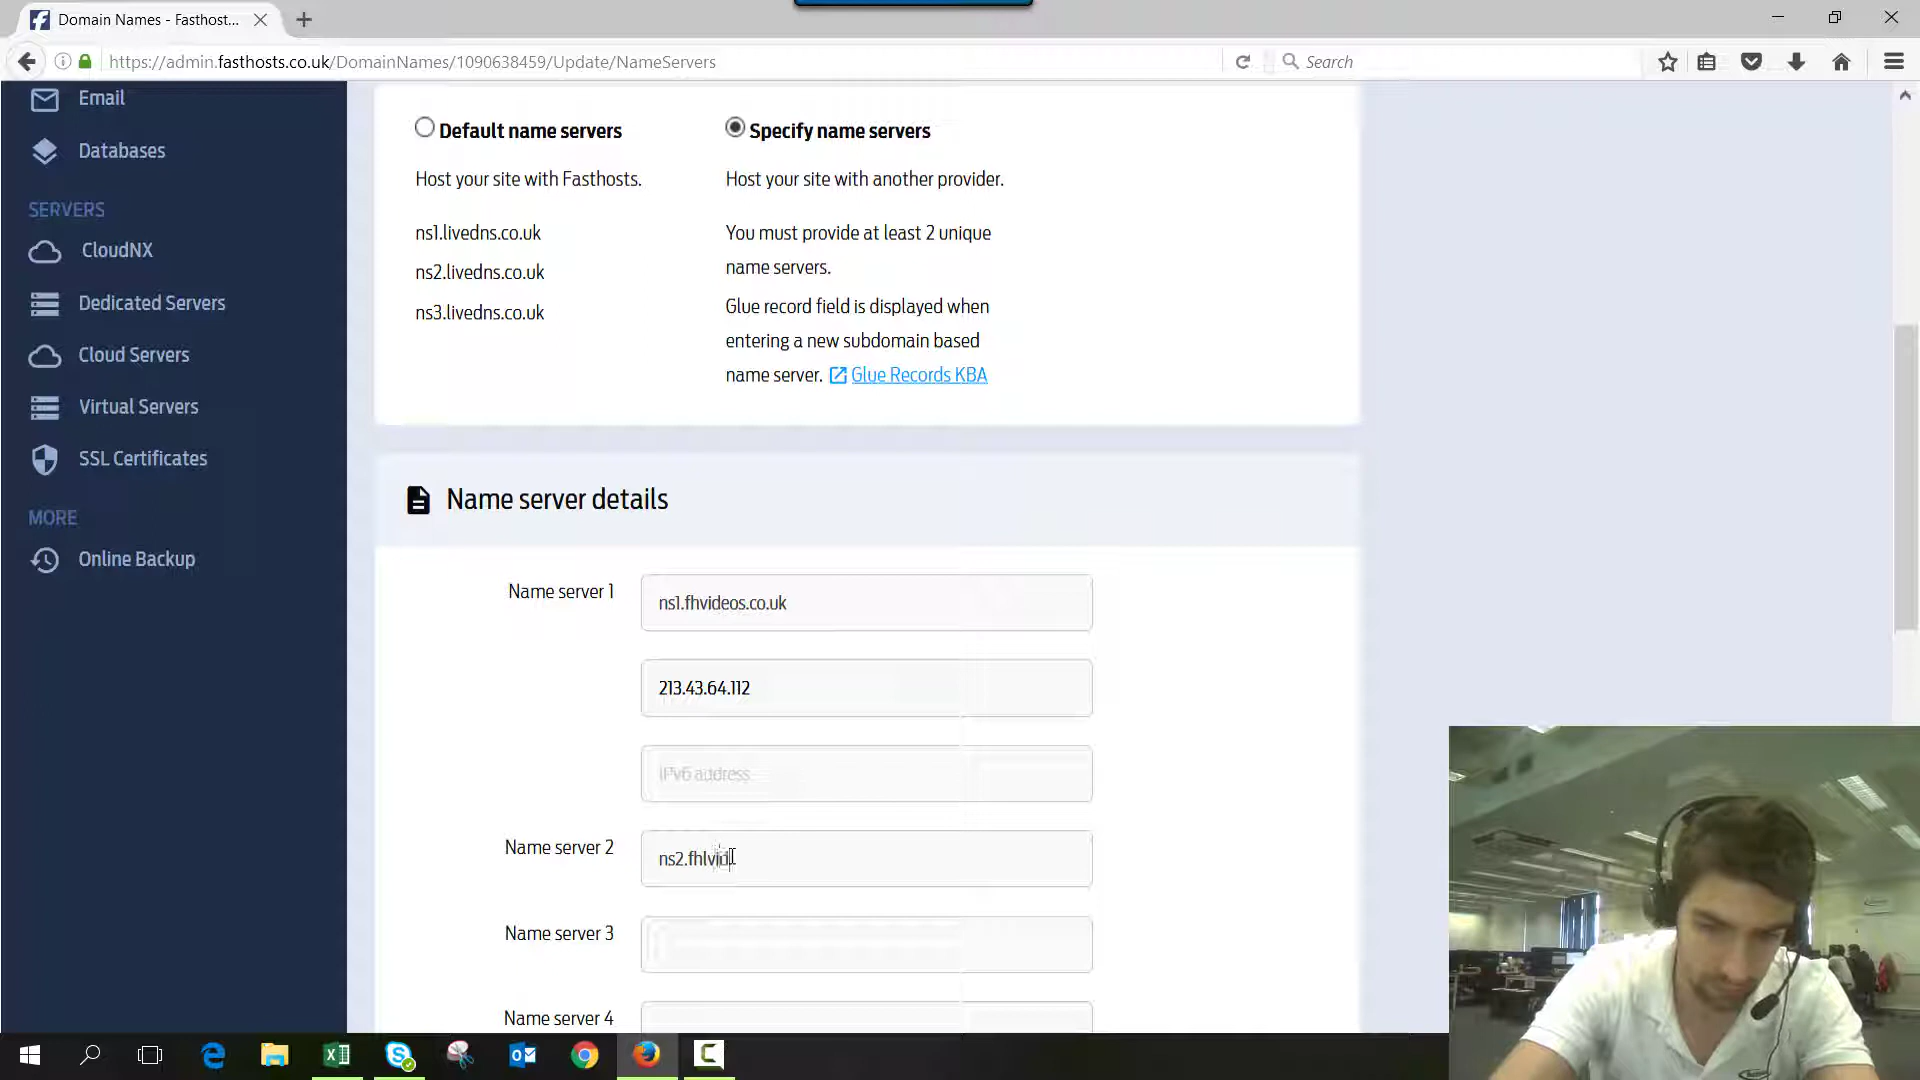 Domain Names - Fasthost...
https://admin.fasthosts.co.uk/DomainNames/1090638459/Update/NameServers
Search
Email
Databases
SERVERS
CloudNX
Dedicated Servers
Cloud Servers
Virtual Servers
SSL Certificates
MORE
Online Backup
Default name servers
Host your site with Fasthosts.
ns1.livedns.co.uk
ns2.livedns.co.uk
ns3.livedns.co.uk
Specify name servers
Host your site with another provider.
You must provide at least 2 unique
name servers.
Glue record field is displayed when
entering a new subdomain based
name server. Glue Records KBA
Name server details
Name server 1
ns1.fhvideos.co.uk
213.43.64.112
IPv6 address
Name server 2
ns2.fhlvid
Name server 3
Name server 4